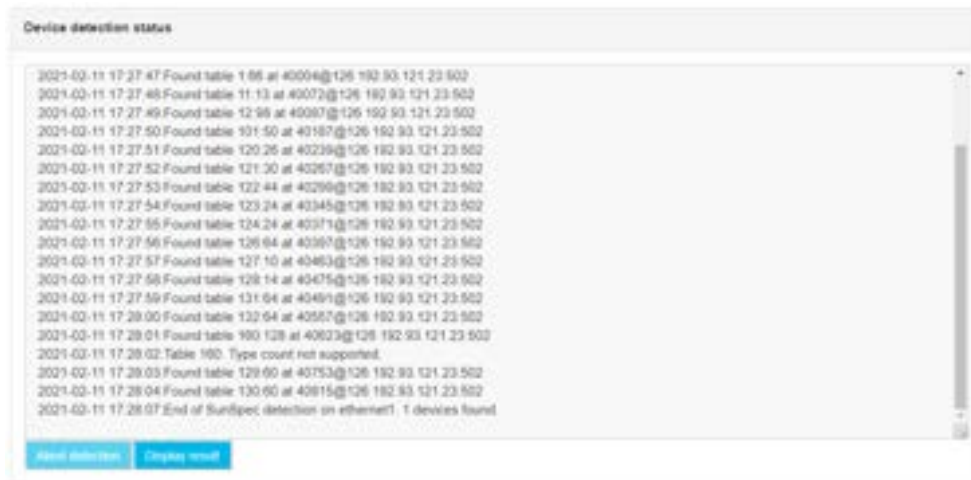 Device detection status
2021-02-11 17:27:47:Found table 1:66 at 40004@126 192.93.121.23:502
2021-02-11 17:27:48:Found table 11:13 at 40072@126 192.93.121.23:502
2021-02-11 17:27:49:Found table 12:98 at 40087@126 192.93.121.23:502
2021-02-11 17:27:50:Found table 101:50 at 40187@126 192.93.121.23:502
2021-02-11 17:27:51:Found table 120:26 at 40239@126 192.93.121.23:502
2021-02-11 17:27:52:Found table 121:30 at 40267@126 192.93.121.23:502
2021-02-11 17:27:53:Found table 122:44 at 40299@126 192.93.121.23:502
2021-02-11 17:27:54:Found table 123:24 at 40345@126 192.93.121.23:502
2021-02-11 17:27:55:Found table 124:24 at 40371@126 192.93.121.23:502
2021-02-11 17:27:56:Found table 126:64 at 40397@126 192.93.121.23:502
2021-02-11 17:27:57:Found table 127:10 at 40463@126 192.93.121.23:502
2021-02-11 17:27:58:Found table 128:14 at 40475@126 192.93.121.23:502
2021-02-11 17:27:59:Found table 131:64 at 40491@126 192.93.121.23:502
2021-02-11 17:28:00:Found table 132:64 at 40557@126 192.93.121.23:502
2021-02-11 17:28:01:Found table 160:128 at 40623@126 192.93.121.23:502
2021-02-11 17:28:02:Table 160. Type count not supported.
2021-02-11 17:28:03:Found table 129:60 at 40753@126 192.93.121.23:502
2021-02-11 17:28:04:Found table 130:60 at 40815@126 192.93.121.23:502
2021-02-11 17:28:07:End of SunSpec detection on ethernet1. 1 devices found.
Abort detection Display result